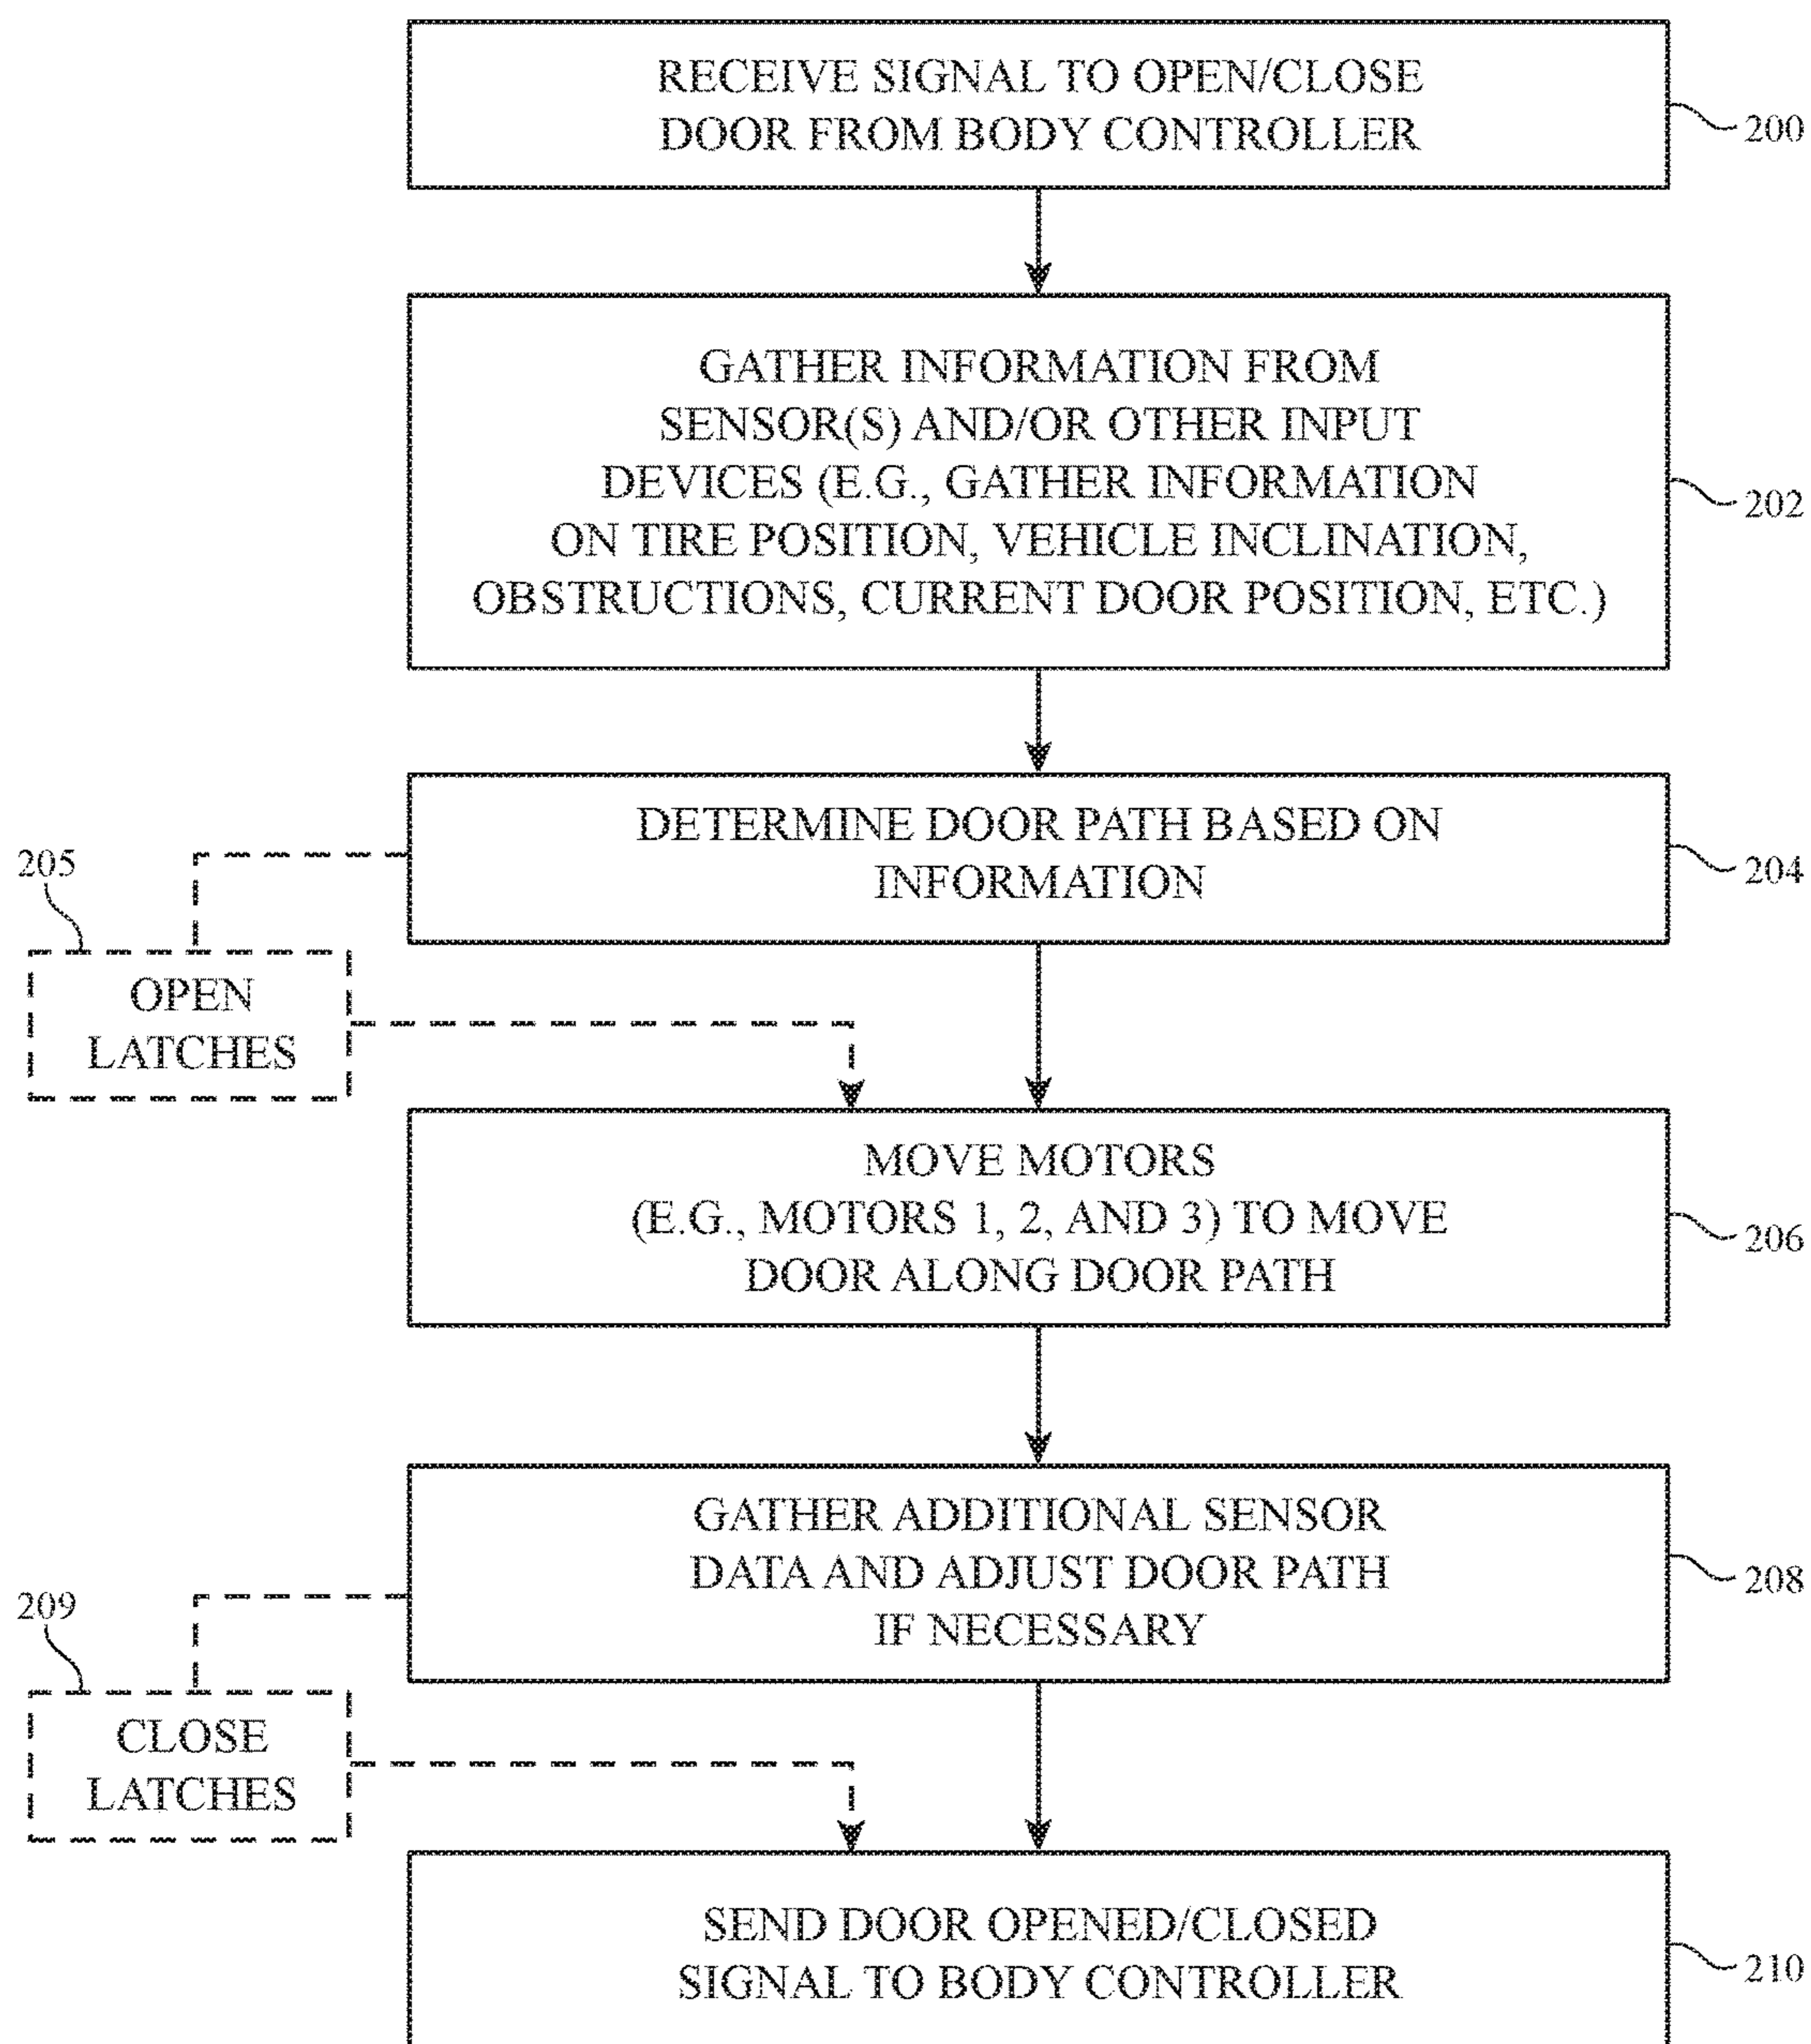 RECEIVE SIGNAL TO OPEN/CLOSE
DOOR FROM BODY CONTROLLER
200
GATHER INFORMATION FROM
SENSOR(S) AND/OR OTHER INPUT
DEVICES (E.G., GATHER INFORMATION
ON TIRE POSITION, VEHICLE INCLINATION,
OBSTRUCTIONS, CURRENT DOOR POSITION, ETC.)
202
DETERMINE DOOR PATH BASED ON
INFORMATION
204
205
OPEN
LATCHES
MOVE MOTORS
(E.G., MOTORS 1, 2, AND 3) TO MOVE
DOOR ALONG DOOR PATH
206
GATHER ADDITIONAL SENSOR
DATA AND ADJUST DOOR PATH
IF NECESSARY
208
209
CLOSE
LATCHES
SEND DOOR OPENED/CLOSED
SIGNAL TO BODY CONTROLLER
210